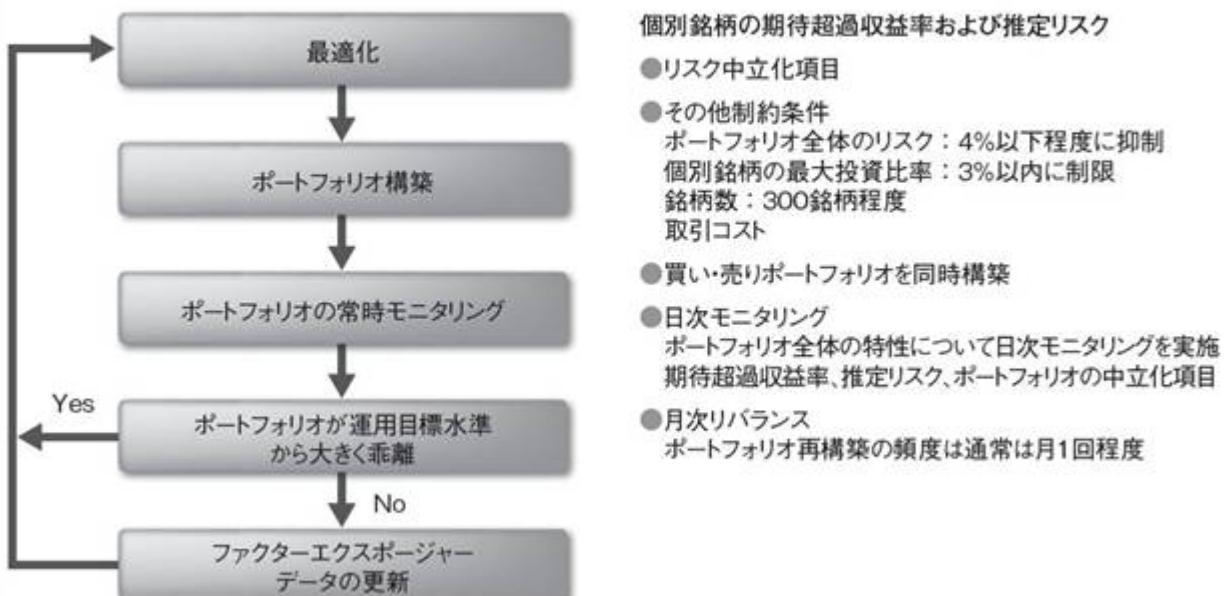 最適化
ポートフォリオ構築
ポートフォリオの常時モニタリング
Yes
ポートフォリオが運用目標水準
から大きく乖離
No
ファクターエクスポージャー
データの更新
個別銘柄の期待超過収益率および推定リスク
●リスク中立化項目
●その他制約条件
ポートフォリオ全体のリスク：4%以下程度に抑制
個別銘柄の最大投資比率：3%以内に制限
銘柄数：300銘柄程度
取引コスト
●買い・売りポートフォリオを同時構築
●日次モニタリング
ポートフォリオ全体の特性について日次モニタリングを実施
期待超過収益率、推定リスク、ポートフォリオの中立化項目
●月次リバランス
ポートフォリオ再構築の頻度は通常は月1回程度